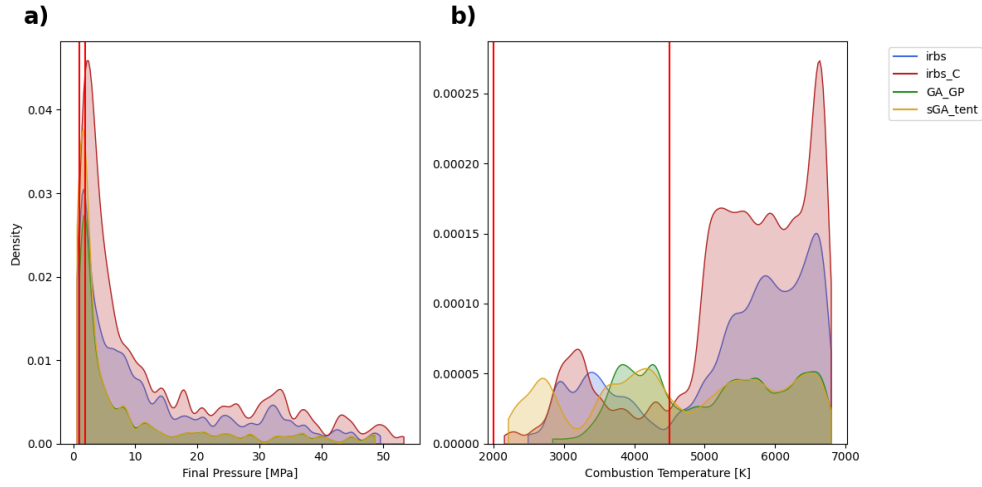 a)
b)
Density
0.04
0.03
0.02
0.01
0.00
0 10 20 30 40 50
Final Pressure [MPa]
0.00025
0.00020
0.00015
0.00010
0.00005
0.00000
2000 3000 4000 5000 6000 7000
Combustion Temperature [K]
irbs
irbs_C
GA_GP
sGA_tent